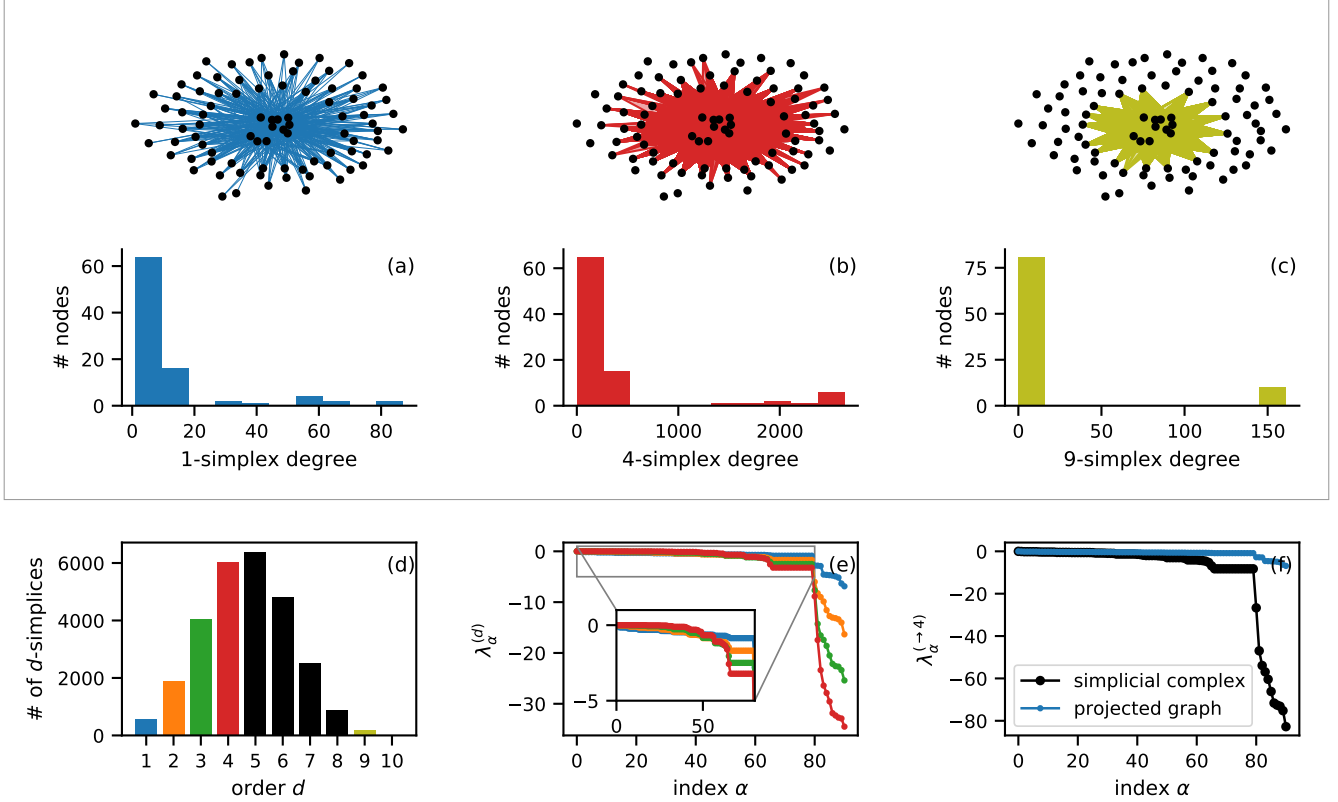 (a)
60
40
20
0
# nodes
0 20 40 60 80
1-simplex degree
(b)
60
40
20
0
# nodes
0 1000 2000
4-simplex degree
(c)
75
50
25
0
# nodes
0 50 100 150
9-simplex degree
(d)
6000
4000
2000
0
# of d-simplices
1 2 3 4 5 6 7 8 9 10
order d
(e)
0
−10
−20
−30
λ_α^(d)
0
−5
0 50
0 20 40 60 80
index α
(f)
0
−20
−40
−60
−80
λ_α^(→4)
simplicial complex
projected graph
0 20 40 60 80
index α